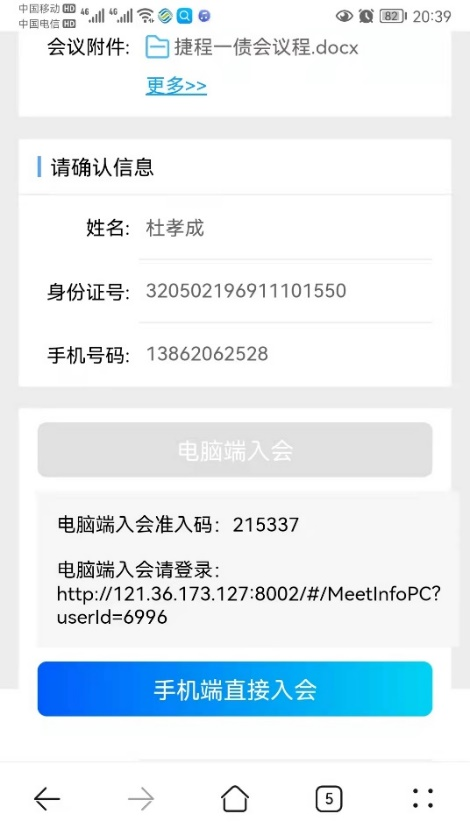 中国移动 HD 4G 4G 82 20:39
中国电信 HD
会议附件: 捷程一债会议程.docx
更多>>
请确认信息
姓名: 杜孝成
身份证号: 320502196911101550
手机号码: 13862062528
电脑端入会
电脑端入会准入码: 215337
电脑端入会请登录:
http://121.36.173.127:8002/#/MeetInfoPC?
userId=6996
手机端直接入会
5